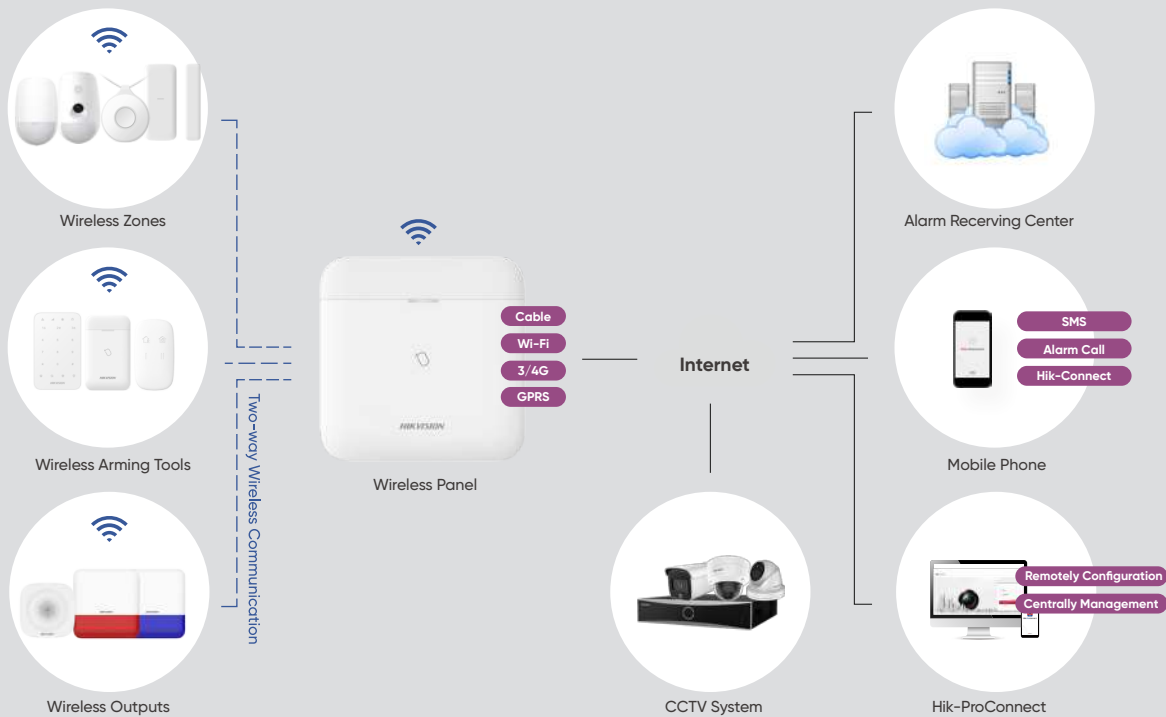 Wireless Zones
Wireless Arming Tools
Wireless Outputs
Two-way Wireless Communication
Cable
Wi-Fi
3/4G
GPRS
HIKVISION
Wireless Panel
Internet
CCTV System
Alarm Recerving Center
SMS
Alarm Call
Hik-Connect
Mobile Phone
Remotely Configuration
Centrally Management
Hik-ProConnect